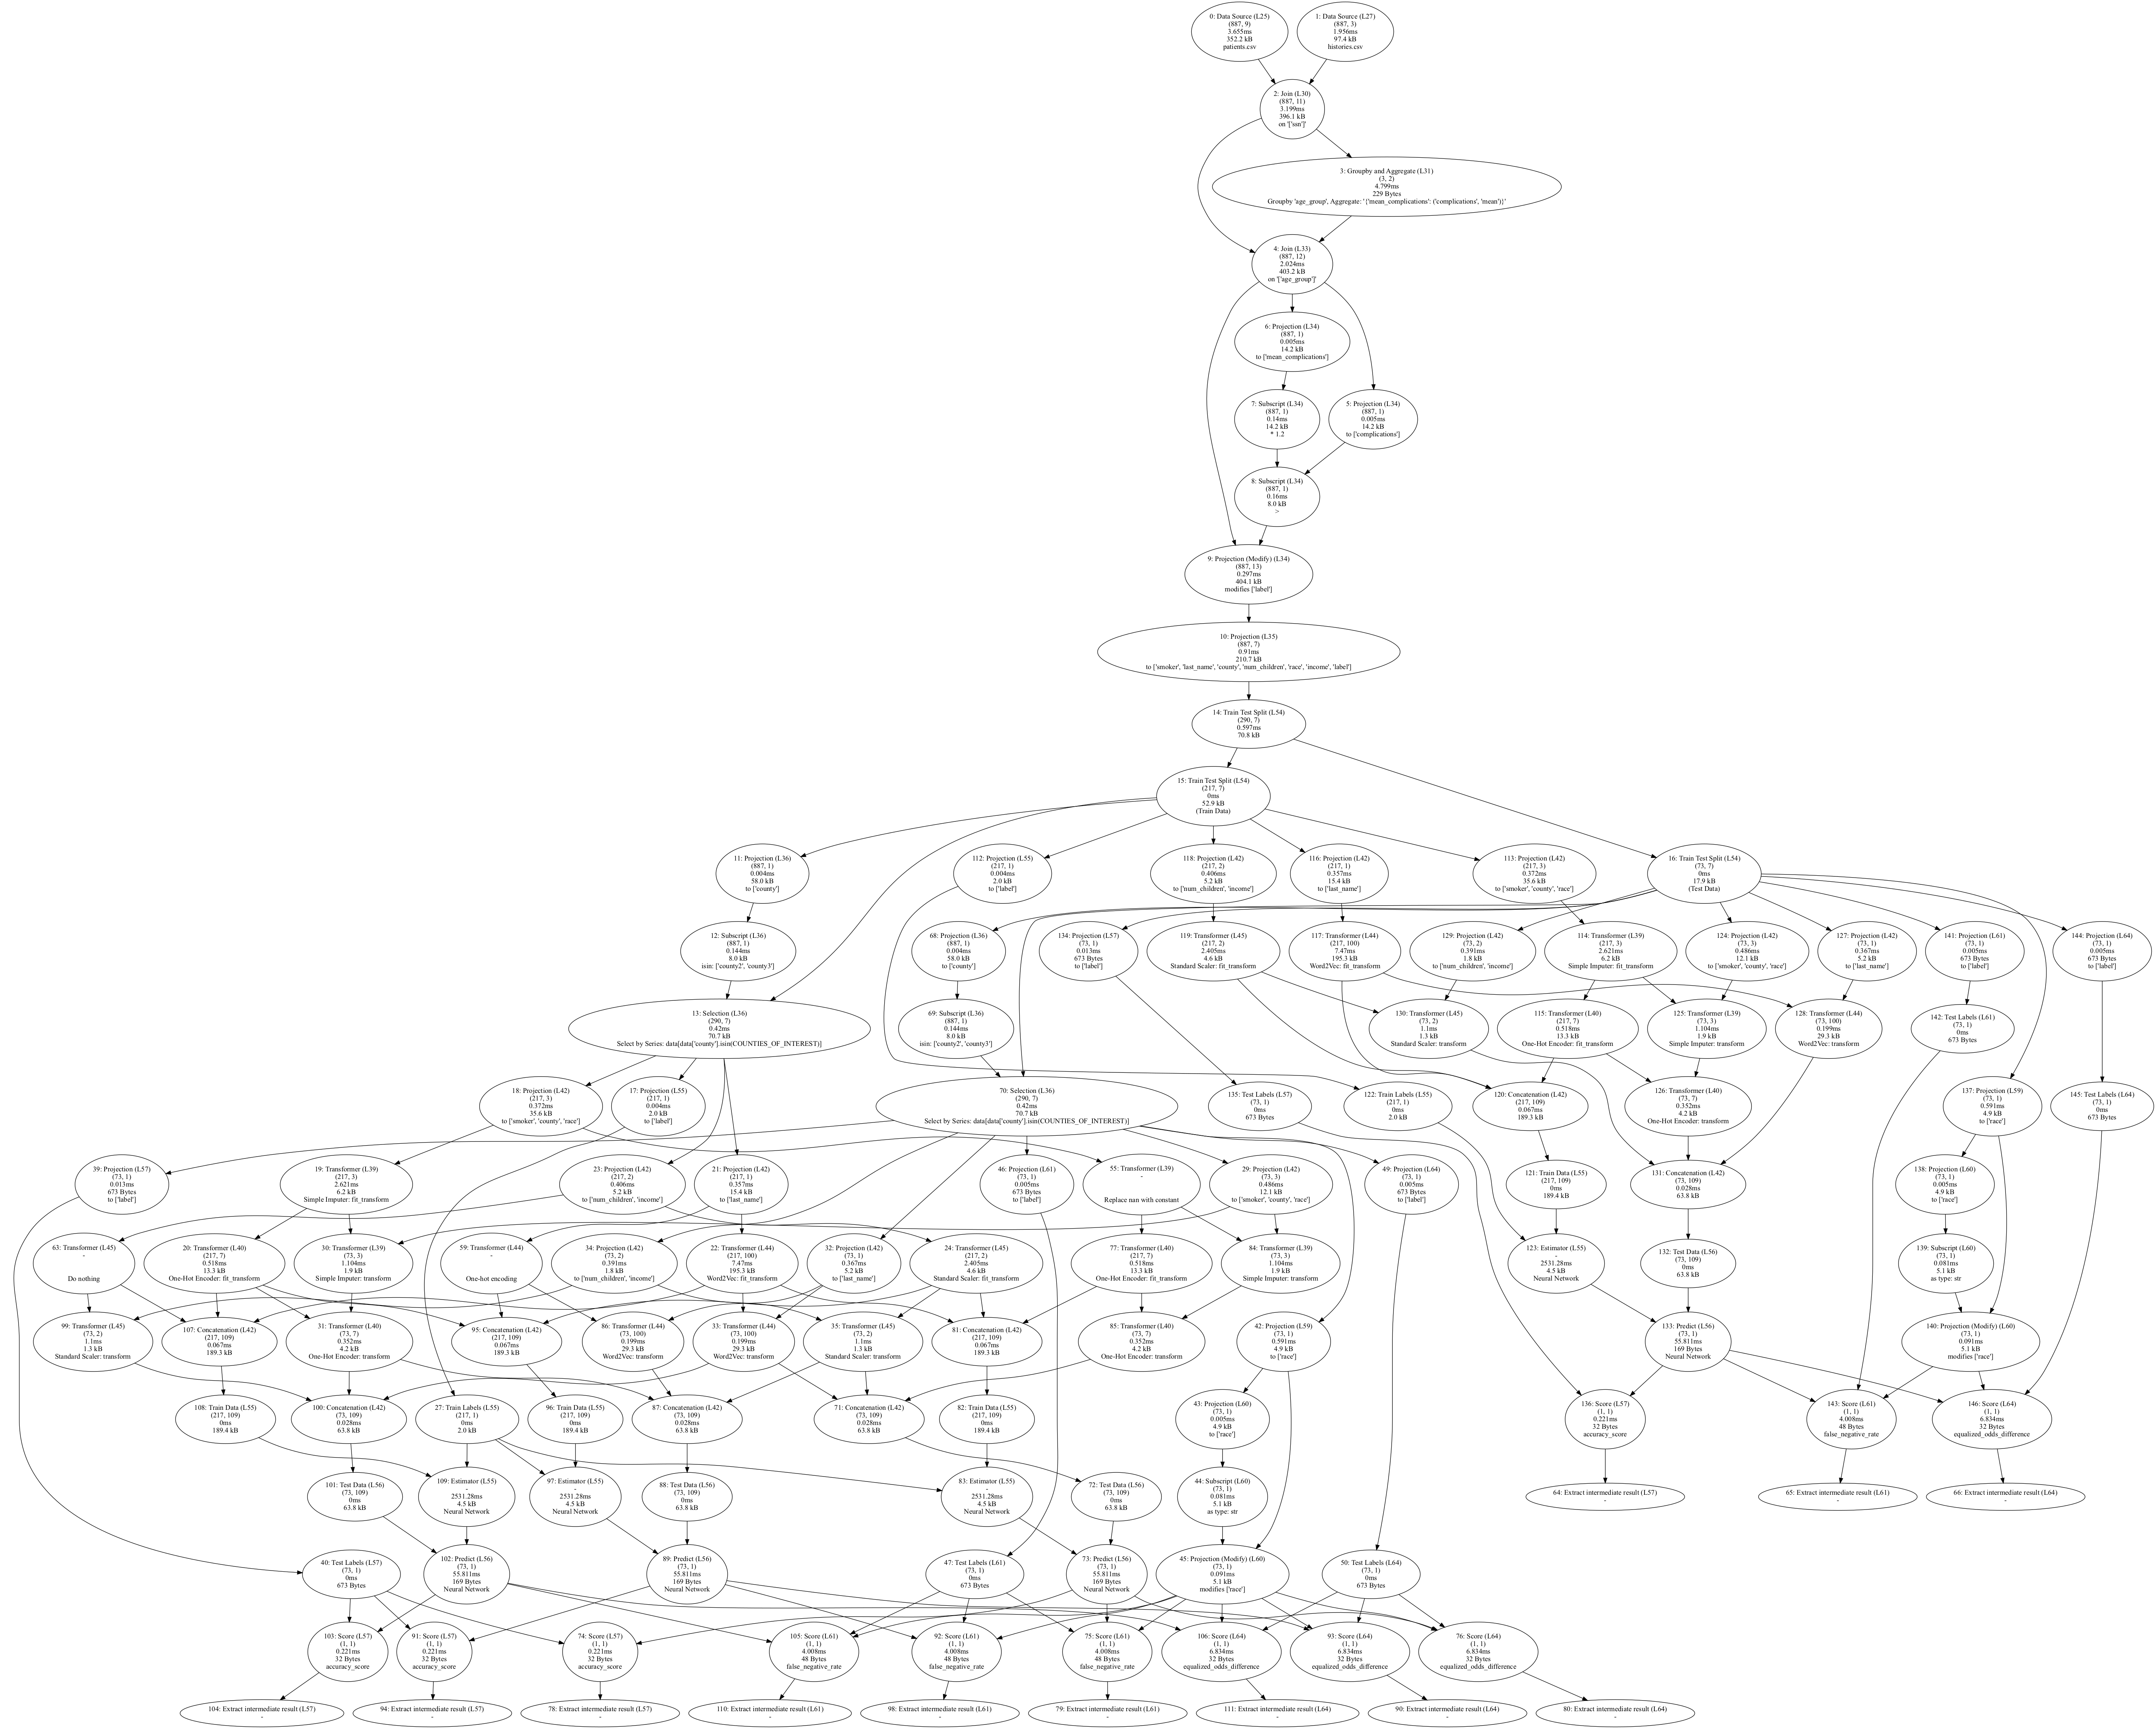 0: Data Source (L25)
(887, 9)
3.655ms
352.2 kB
patients.csv
1: Data Source (L27)
(887, 3)
1.956ms
97.4 kB
histories.csv
2: Join (L30)
(887, 11)
3.199ms
396.1 kB
on '['ssn']'
3: Groupby and Aggregate (L31)
(3, 2)
4.799ms
229 Bytes
Groupby 'age_group', Aggregate: '{'mean_complications': ('complications', 'mean')}'
4: Join (L33)
(887, 12)
2.024ms
403.2 kB
on '['age_group']'
6: Projection (L34)
(887, 1)
0.005ms
14.2 kB
to ['mean_complications']
7: Subscript (L34)
(887, 1)
0.14ms
14.2 kB
* 1.2
5: Projection (L34)
(887, 1)
0.005ms
14.2 kB
to ['complications']
8: Subscript (L34)
(887, 1)
0.16ms
8.0 kB
>
9: Projection (Modify) (L34)
(887, 13)
0.297ms
404.1 kB
modifies ['label']
10: Projection (L35)
(887, 7)
0.91ms
210.7 kB
to ['smoker', 'last_name', 'county', 'num_children', 'race', 'income', 'label']
14: Train Test Split (L54)
(290, 7)
0.597ms
70.8 kB
15: Train Test Split (L54)
(217, 7)
0ms
52.9 kB
(Train Data)
11: Projection (L36)
(887, 1)
0.004ms
58.0 kB
to ['county']
112: Projection (L55)
(217, 1)
0.004ms
2.0 kB
to ['label']
118: Projection (L42)
(217, 2)
0.406ms
5.2 kB
to ['num_children', 'income']
116: Projection (L42)
(217, 1)
0.357ms
15.4 kB
to ['last_name']
113: Projection (L42)
(217, 3)
0.372ms
35.6 kB
to ['smoker', 'county', 'race']
16: Train Test Split (L54)
(73, 7)
0ms
17.9 kB
(Test Data)
12: Subscript (L36)
(887, 1)
0.144ms
8.0 kB
isin: ['county2', 'county3']
68: Projection (L36)
(887, 1)
0.004ms
58.0 kB
to ['county']
134: Projection (L57)
(73, 1)
0.013ms
673 Bytes
to ['label']
119: Transformer (L45)
(217, 2)
2.405ms
4.6 kB
Standard Scaler: fit_transform
117: Transformer (L44)
(217, 100)
7.47ms
195.3 kB
Word2Vec: fit_transform
129: Projection (L42)
(73, 2)
0.391ms
1.8 kB
to ['num_children', 'income']
114: Transformer (L39)
(217, 3)
2.621ms
6.2 kB
Simple Imputer: fit_transform
124: Projection (L42)
(73, 3)
0.486ms
12.1 kB
to ['smoker', 'county', 'race']
127: Projection (L42)
(73, 1)
0.367ms
5.2 kB
to ['last_name']
141: Projection (L61)
(73, 1)
0.005ms
673 Bytes
to ['label']
144: Projection (L64)
(73, 1)
0.005ms
673 Bytes
to ['label']
13: Selection (L36)
(290, 7)
0.42ms
70.7 kB
Select by Series: data[data['county'].isin(COUNTIES_OF_INTEREST)]
69: Subscript (L36)
(887, 1)
0.144ms
8.0 kB
isin: ['county2', 'county3']
130: Transformer (L45)
(73, 2)
1.1ms
1.3 kB
Standard Scaler: transform
115: Transformer (L40)
(217, 7)
0.518ms
13.3 kB
One-Hot Encoder: fit_transform
125: Transformer (L39)
(73, 3)
1.104ms
1.9 kB
Simple Imputer: transform
128: Transformer (L44)
(73, 100)
0.199ms
29.3 kB
Word2Vec: transform
142: Test Labels (L61)
(73, 1)
0ms
673 Bytes
18: Projection (L42)
(217, 3)
0.372ms
35.6 kB
to ['smoker', 'county', 'race']
17: Projection (L55)
(217, 1)
0.004ms
2.0 kB
to ['label']
70: Selection (L36)
(290, 7)
0.42ms
70.7 kB
Select by Series: data[data['county'].isin(COUNTIES_OF_INTEREST)]
135: Test Labels (L57)
(73, 1)
0ms
673 Bytes
122: Train Labels (L55)
(217, 1)
0ms
2.0 kB
120: Concatenation (L42)
(217, 109)
0.067ms
189.3 kB
126: Transformer (L40)
(73, 7)
0.352ms
4.2 kB
One-Hot Encoder: transform
137: Projection (L59)
(73, 1)
0.591ms
4.9 kB
to ['race']
145: Test Labels (L64)
(73, 1)
0ms
673 Bytes
39: Projection (L57)
(73, 1)
0.013ms
673 Bytes
to ['label']
19: Transformer (L39)
(217, 3)
2.621ms
6.2 kB
Simple Imputer: fit_transform
23: Projection (L42)
(217, 2)
0.406ms
5.2 kB
to ['num_children', 'income']
21: Projection (L42)
(217, 1)
0.357ms
15.4 kB
to ['last_name']
46: Projection (L61)
(73, 1)
0.005ms
673 Bytes
to ['label']
55: Transformer (L39)
-
Replace nan with constant
29: Projection (L42)
(73, 3)
0.486ms
12.1 kB
to ['smoker', 'county', 'race']
49: Projection (L64)
(73, 1)
0.005ms
673 Bytes
to ['label']
121: Train Data (L55)
(217, 109)
0ms
189.4 kB
131: Concatenation (L42)
(73, 109)
0.028ms
63.8 kB
138: Projection (L60)
(73, 1)
0.005ms
4.9 kB
to ['race']
63: Transformer (L45)
-
Do nothing
20: Transformer (L40)
(217, 7)
0.518ms
13.3 kB
One-Hot Encoder: fit_transform
30: Transformer (L39)
(73, 3)
1.104ms
1.9 kB
Simple Imputer: transform
59: Transformer (L44)
-
One-hot encoding
34: Projection (L42)
(73, 2)
0.391ms
1.8 kB
to ['num_children', 'income']
22: Transformer (L44)
(217, 100)
7.47ms
195.3 kB
Word2Vec: fit_transform
32: Projection (L42)
(73, 1)
0.367ms
5.2 kB
to ['last_name']
24: Transformer (L45)
(217, 2)
2.405ms
4.6 kB
Standard Scaler: fit_transform
77: Transformer (L40)
(217, 7)
0.518ms
13.3 kB
One-Hot Encoder: fit_transform
84: Transformer (L39)
(73, 3)
1.104ms
1.9 kB
Simple Imputer: transform
123: Estimator (L55)
-
2531.28ms
4.5 kB
Neural Network
132: Test Data (L56)
(73, 109)
0ms
63.8 kB
139: Subscript (L60)
(73, 1)
0.081ms
5.1 kB
as type: str
99: Transformer (L45)
(73, 2)
1.1ms
1.3 kB
Standard Scaler: transform
107: Concatenation (L42)
(217, 109)
0.067ms
189.3 kB
31: Transformer (L40)
(73, 7)
0.352ms
4.2 kB
One-Hot Encoder: transform
95: Concatenation (L42)
(217, 109)
0.067ms
189.3 kB
86: Transformer (L44)
(73, 100)
0.199ms
29.3 kB
Word2Vec: transform
33: Transformer (L44)
(73, 100)
0.199ms
29.3 kB
Word2Vec: transform
35: Transformer (L45)
(73, 2)
1.1ms
1.3 kB
Standard Scaler: transform
81: Concatenation (L42)
(217, 109)
0.067ms
189.3 kB
85: Transformer (L40)
(73, 7)
0.352ms
4.2 kB
One-Hot Encoder: transform
42: Projection (L59)
(73, 1)
0.591ms
4.9 kB
to ['race']
133: Predict (L56)
(73, 1)
55.811ms
169 Bytes
Neural Network
140: Projection (Modify) (L60)
(73, 1)
0.091ms
5.1 kB
modifies ['race']
108: Train Data (L55)
(217, 109)
0ms
189.4 kB
100: Concatenation (L42)
(73, 109)
0.028ms
63.8 kB
27: Train Labels (L55)
(217, 1)
0ms
2.0 kB
96: Train Data (L55)
(217, 109)
0ms
189.4 kB
87: Concatenation (L42)
(73, 109)
0.028ms
63.8 kB
71: Concatenation (L42)
(73, 109)
0.028ms
63.8 kB
82: Train Data (L55)
(217, 109)
0ms
189.4 kB
43: Projection (L60)
(73, 1)
0.005ms
4.9 kB
to ['race']
136: Score (L57)
(1, 1)
0.221ms
32 Bytes
accuracy_score
143: Score (L61)
(1, 1)
4.008ms
48 Bytes
false_negative_rate
146: Score (L64)
(1, 1)
6.834ms
32 Bytes
equalized_odds_difference
101: Test Data (L56)
(73, 109)
0ms
63.8 kB
109: Estimator (L55)
-
2531.28ms
4.5 kB
Neural Network
97: Estimator (L55)
-
2531.28ms
4.5 kB
Neural Network
88: Test Data (L56)
(73, 109)
0ms
63.8 kB
83: Estimator (L55)
-
2531.28ms
4.5 kB
Neural Network
72: Test Data (L56)
(73, 109)
0ms
63.8 kB
44: Subscript (L60)
(73, 1)
0.081ms
5.1 kB
as type: str
64: Extract intermediate result (L57)
-
65: Extract intermediate result (L61)
-
66: Extract intermediate result (L64)
-
40: Test Labels (L57)
(73, 1)
0ms
673 Bytes
102: Predict (L56)
(73, 1)
55.811ms
169 Bytes
Neural Network
89: Predict (L56)
(73, 1)
55.811ms
169 Bytes
Neural Network
47: Test Labels (L61)
(73, 1)
0ms
673 Bytes
73: Predict (L56)
(73, 1)
55.811ms
169 Bytes
Neural Network
45: Projection (Modify) (L60)
(73, 1)
0.091ms
5.1 kB
modifies ['race']
50: Test Labels (L64)
(73, 1)
0ms
673 Bytes
103: Score (L57)
(1, 1)
0.221ms
32 Bytes
accuracy_score
91: Score (L57)
(1, 1)
0.221ms
32 Bytes
accuracy_score
74: Score (L57)
(1, 1)
0.221ms
32 Bytes
accuracy_score
105: Score (L61)
(1, 1)
4.008ms
48 Bytes
false_negative_rate
92: Score (L61)
(1, 1)
4.008ms
48 Bytes
false_negative_rate
75: Score (L61)
(1, 1)
4.008ms
48 Bytes
false_negative_rate
106: Score (L64)
(1, 1)
6.834ms
32 Bytes
equalized_odds_difference
93: Score (L64)
(1, 1)
6.834ms
32 Bytes
equalized_odds_difference
76: Score (L64)
(1, 1)
6.834ms
32 Bytes
equalized_odds_difference
104: Extract intermediate result (L57)
-
94: Extract intermediate result (L57)
-
78: Extract intermediate result (L57)
-
110: Extract intermediate result (L61)
-
98: Extract intermediate result (L61)
-
79: Extract intermediate result (L61)
-
111: Extract intermediate result (L64)
-
90: Extract intermediate result (L64)
-
80: Extract intermediate result (L64)
-